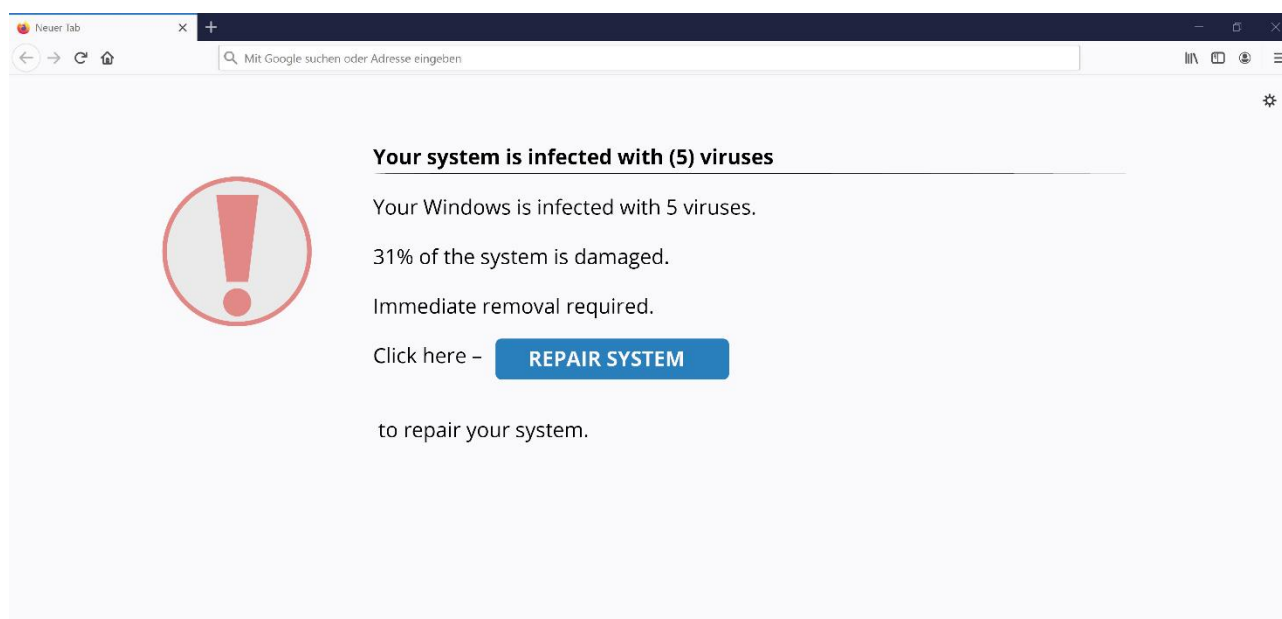 Neuer Tab
Mit Google suchen oder Adresse eingeben
Your system is infected with (5) viruses
Your Windows is infected with 5 viruses.
31% of the system is damaged.
Immediate removal required.
Click here – REPAIR SYSTEM
to repair your system.